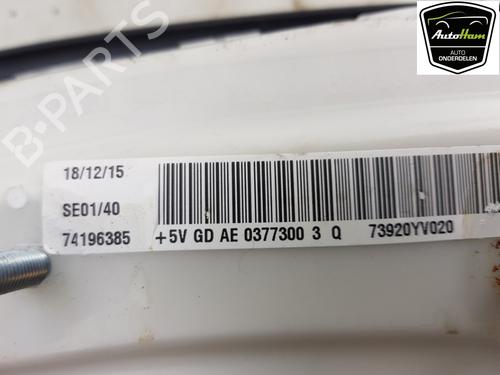 AutoHam
AUTO
ONDERDELEN
B-PARTS
18/12/15
SE01/40
74196385
+5V GD AE 0377300 3 Q
73920YV020